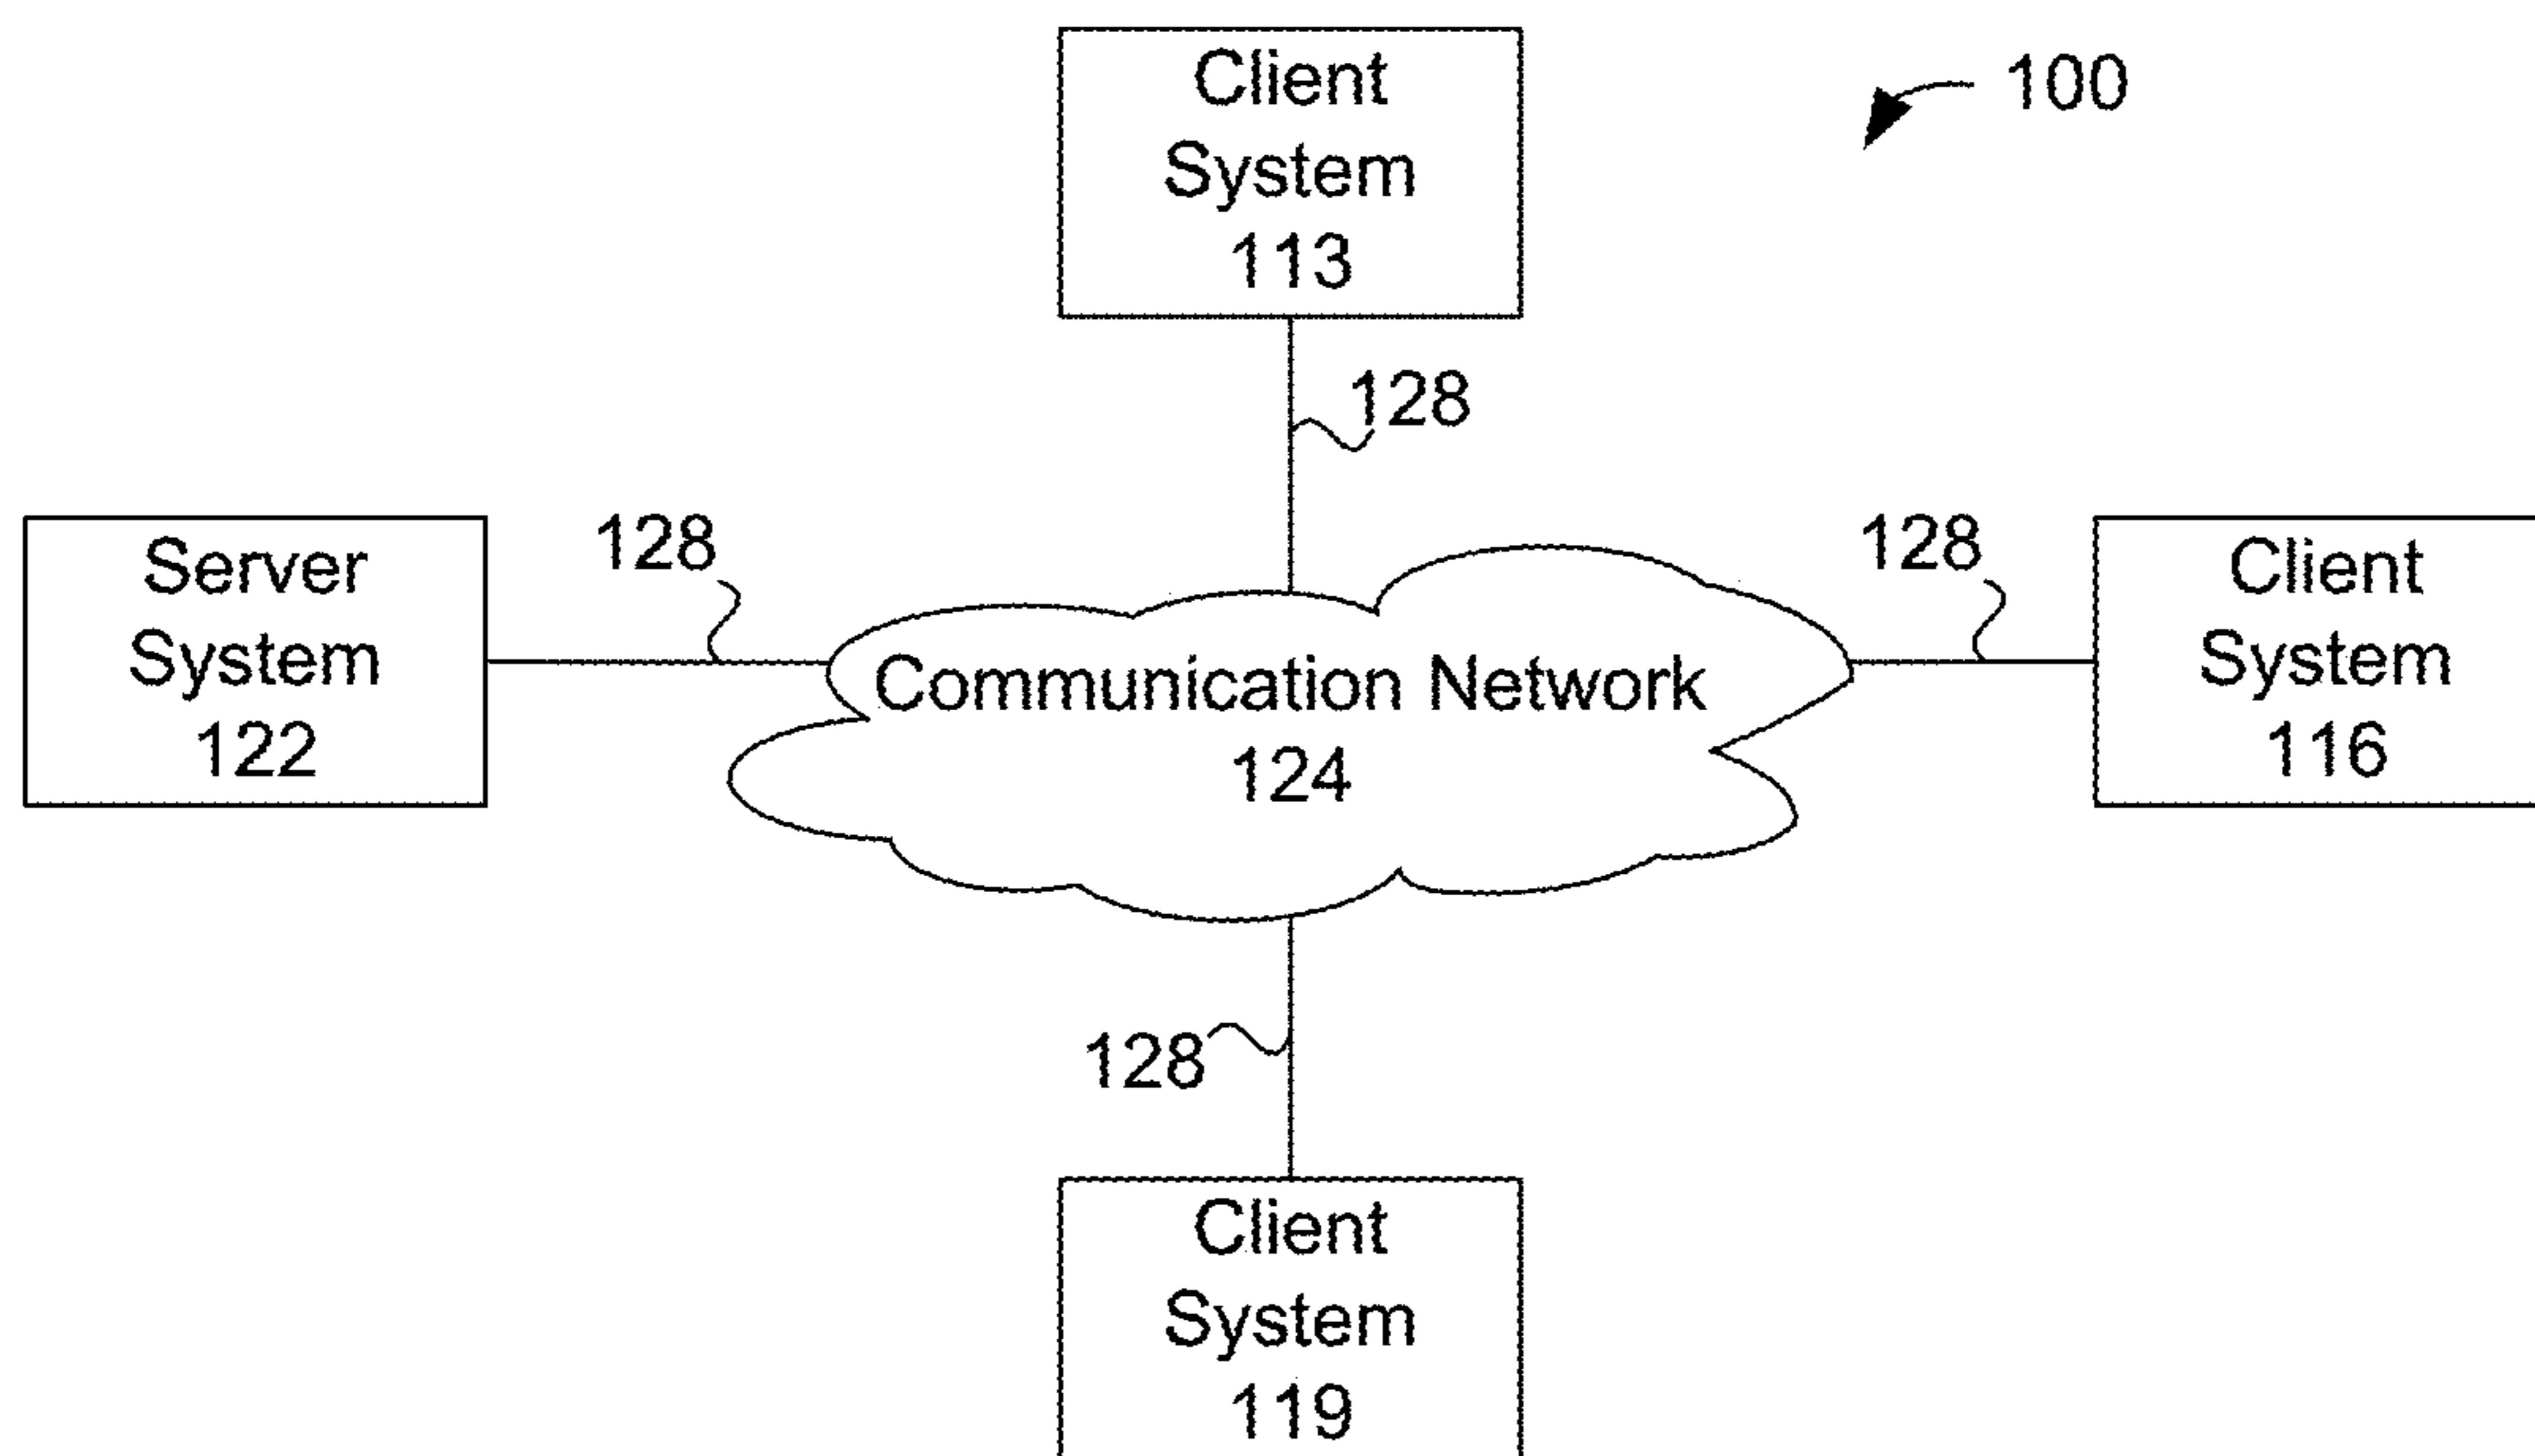 Client
System
113
100
128
Server
System
122
128
Communication Network
124
128
Client
System
116
128
Client
System
119